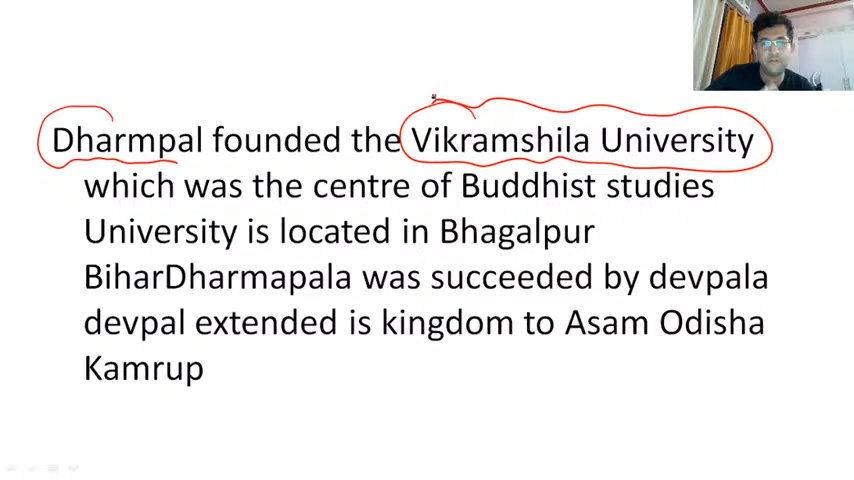 Dharmpal founded the Vikramshila University
which was the centre of Buddhist studies
University is located in Bhagalpur
BiharDharmapala was succeeded by devpala
devpal extended is kingdom to Asam Odisha
Kamrup